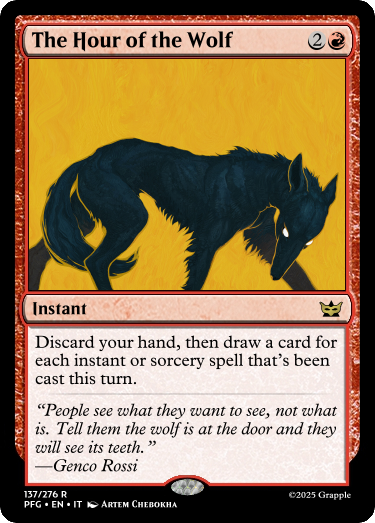 The Hour of the Wolf 2
Instant
Discard your hand, then draw a card for
each instant or sorcery spell that's been
cast this turn.
“People see what they want to see, not what
is. Tell them the wolf is at the door and they
will see its teeth.”
—Genco Rossi
137/276 R
PFG • EN • IT Artem Chebokha
©2025 Grapple